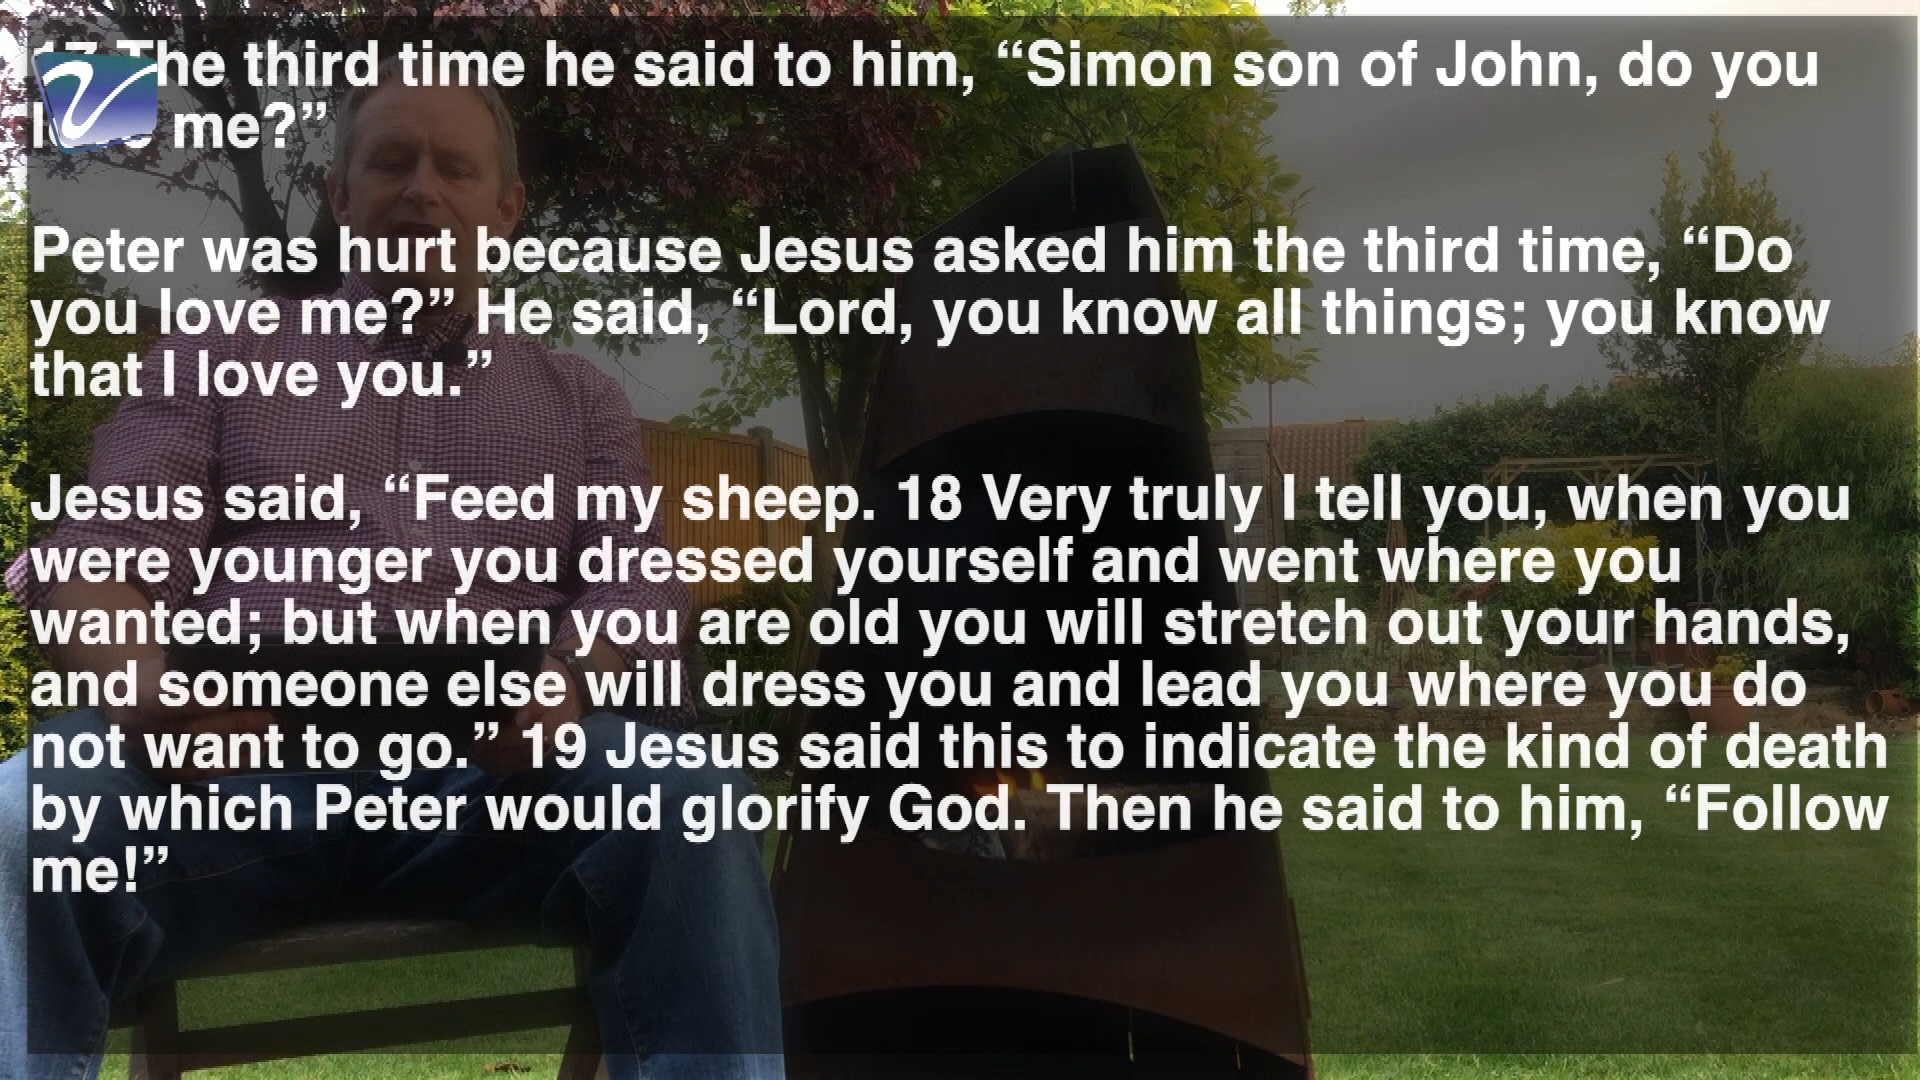 17 The third time he said to him, “Simon son of John, do you
love me?”
Peter was hurt because Jesus asked him the third time, “Do
you love me?” He said, “Lord, you know all things; you know
that I love you.”
Jesus said, “Feed my sheep. 18 Very truly I tell you, when you
were younger you dressed yourself and went where you
wanted; but when you are old you will stretch out your hands,
and someone else will dress you and lead you where you do
not want to go.” 19 Jesus said this to indicate the kind of death
by which Peter would glorify God. Then he said to him, “Follow
me!”